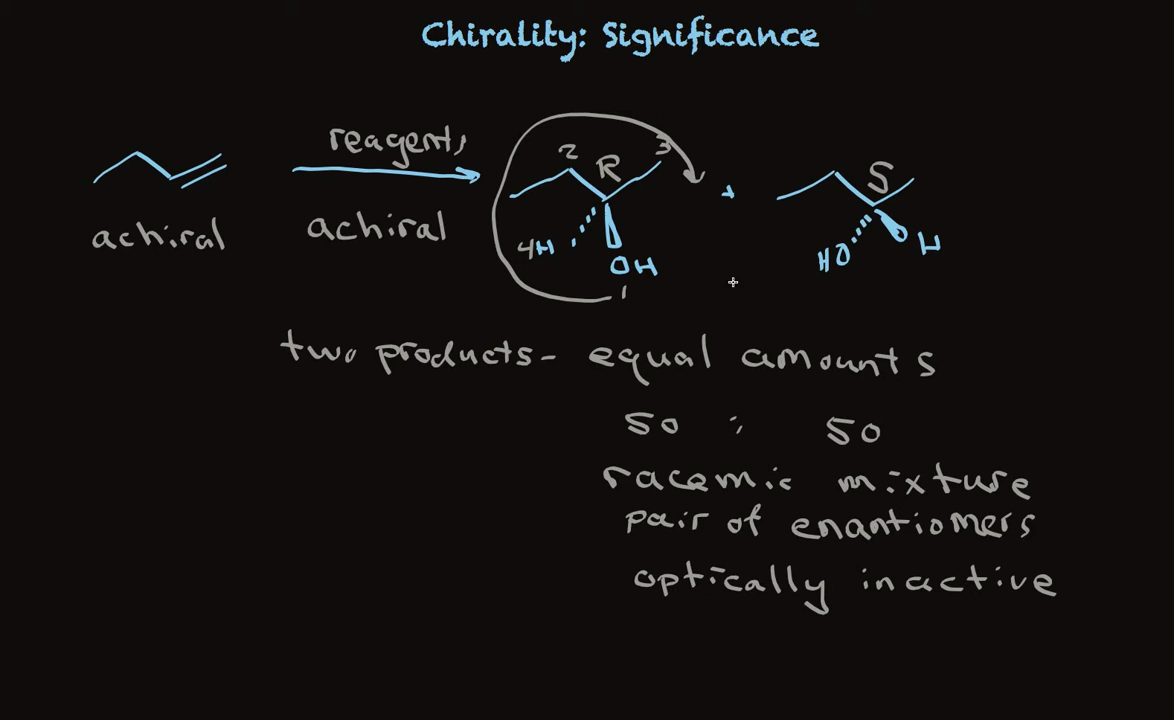 Chirality: Significance
reagents
2 R 3
S
achiral
achiral
4H
OH
1
+
HO
H
two products - equal amounts
50 : 50
racemic mixture
pair of enantiomers
optically inactive